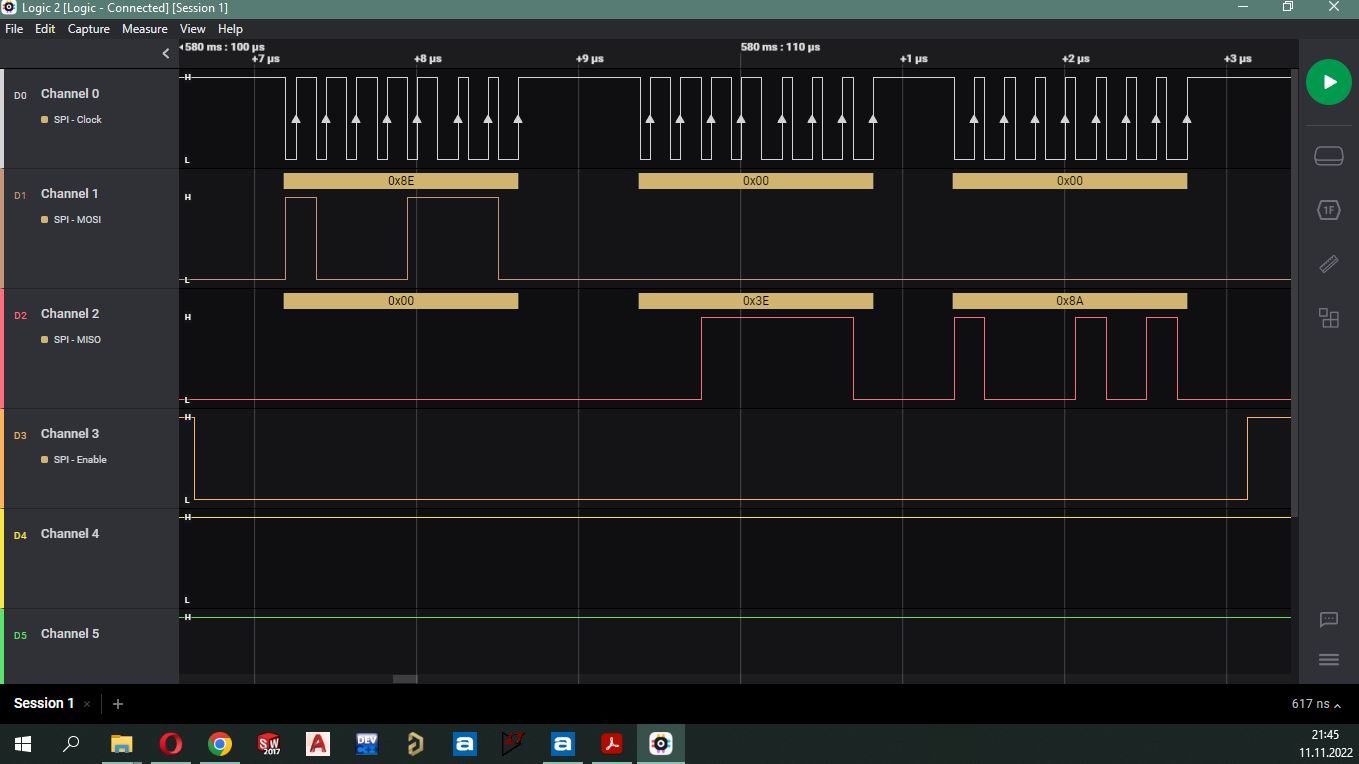 Logic 2 [Logic - Connected] [Session 1]
File Edit Capture Measure View Help
580 ms : 100 µs 580 ms : 110 µs
+7 µs +8 µs +9 µs +1 µs +2 µs +3 µs
H
D0 Channel 0
SPI - Clock
L
0x8E 0x00 0x00
D1 Channel 1
H
SPI - MOSI
L
0x00 0x3E 0x8A
D2 Channel 2
H
SPI - MISO
L
H
D3 Channel 3
SPI - Enable
L
H
D4 Channel 4
L
H
D5 Channel 5
1F
Session 1 × +
617 ns
SW
2017
A
DEV
a
a
21:45
11.11.2022